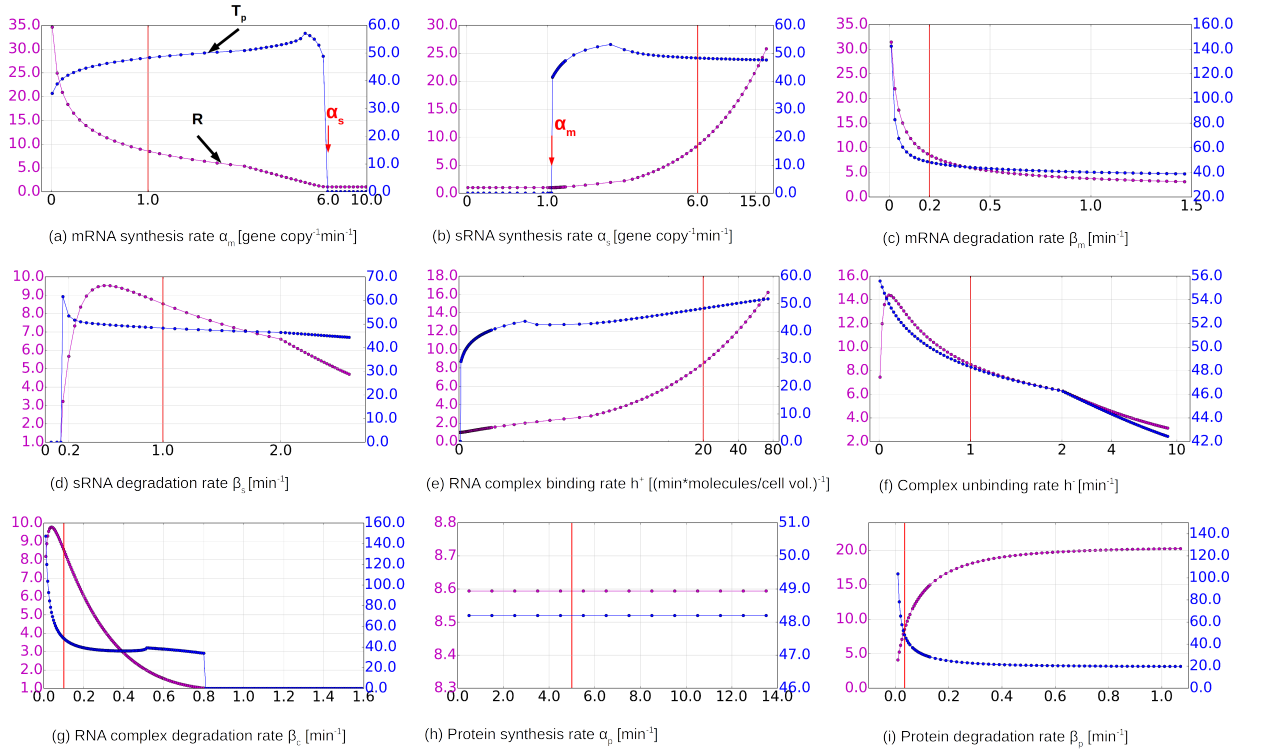 T_p
35.0 60.0 30.0 60.0 35.0 160.0
30.0 50.0 25.0 50.0 30.0 140.0
25.0 40.0 20.0 40.0 25.0 120.0
20.0 30.0 15.0 30.0 20.0 100.0
15.0 α_s R 20.0 10.0 α_m 20.0 15.0 80.0
10.0 10.0 5.0 10.0 10.0 60.0
5.0 5.0 40.0
0.0 0.0 0.0 0.0 0.0 20.0
0 1.0 6.0 10.0 0 1.0 6.0 15.0 0 0.2 0.5 1.0 1.5
(a) mRNA synthesis rate α_m [gene copy⁻¹min⁻¹]
(b) sRNA synthesis rate α_s [gene copy⁻¹min⁻¹]
(c) mRNA degradation rate β_m [min⁻¹]
10.0 70.0 18.0 60.0 16.0 56.0
9.0 60.0 16.0 50.0 14.0 54.0
8.0 50.0 14.0 40.0 12.0 52.0
7.0 40.0 12.0 30.0 10.0 50.0
6.0 30.0 10.0 20.0 8.0 48.0
5.0 20.0 8.0 10.0 6.0 46.0
4.0 10.0 6.0 4.0 44.0
3.0 4.0
2.0 2.0
1.0 0.0 0.0 0.0 2.0 42.0
0 0.2 1.0 2.0 0 20 40 80 0 1 2 4 10
(d) sRNA degradation rate β_s [min⁻¹]
(e) RNA complex binding rate h⁺ [(min*molecules/cell vol.)⁻¹]
(f) Complex unbinding rate h⁻[min⁻¹]
10.0 160.0 8.8 51.0 20.0 140.0
9.0 140.0 8.7 50.0 15.0 120.0
8.0 120.0 8.6 49.0 10.0 100.0
7.0 100.0 8.5 48.0 5.0 80.0
6.0 80.0 8.4 47.0 60.0
5.0 60.0 40.0
4.0 40.0 20.0
3.0 20.0
2.0
1.0 0.0 8.3 46.0 0.0 0.0
0.0 0.2 0.4 0.6 0.8 1.0 1.2 1.4 1.6 0.0 2.0 4.0 6.0 8.0 10.0 12.0 14.0 0.0 0.2 0.4 0.6 0.8 1.0
(g) RNA complex degradation rate β_c [min⁻¹]
(h) Protein synthesis rate α_p [min⁻¹]
(i) Protein degradation rate β_p [min⁻¹]